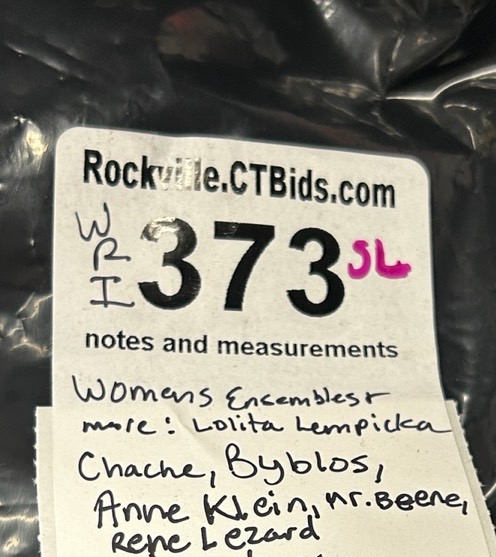 Rockville.CTBids.com
WRI 373 SL
notes and measurements
Womens Ensembles +
more: Lolita Lempicka
Chache, Byblos,
Anne Klein, mr. Beene,
Rene Lezard